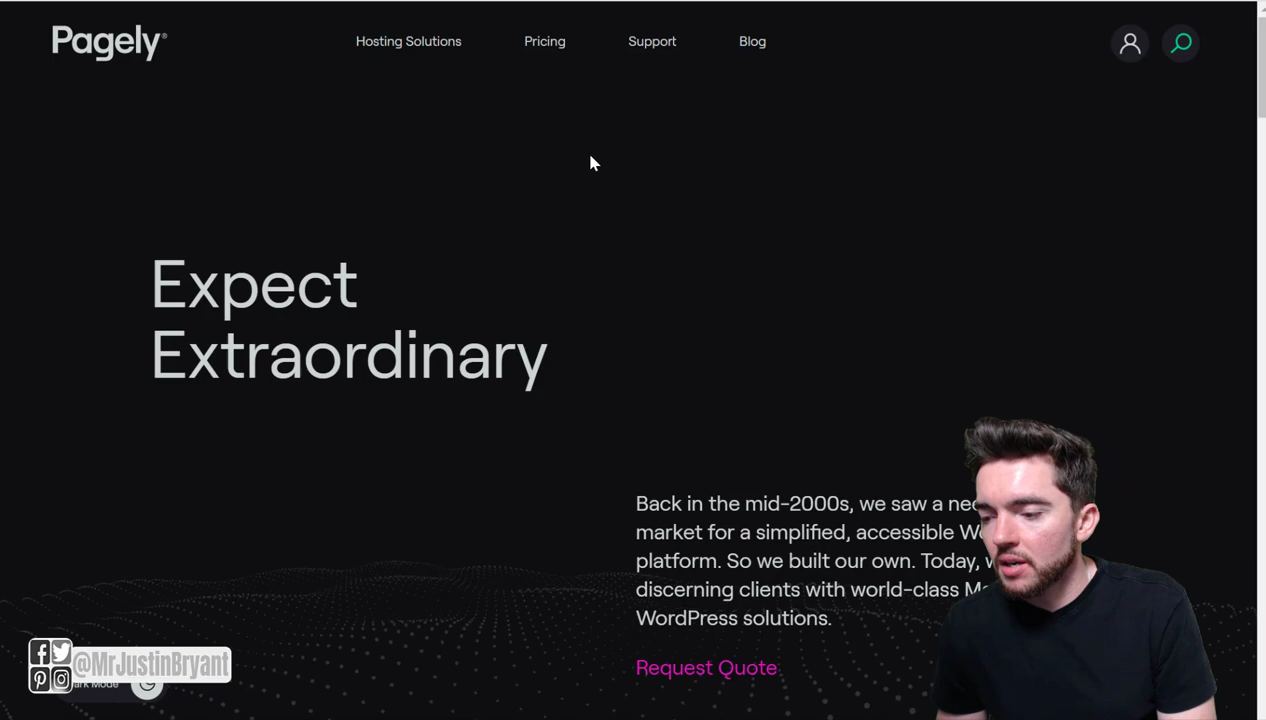 Pagely®
Hosting Solutions
Pricing
Support
Blog
Expect
Extraordinary
Back in the mid-2000s, we saw a
market for a simplified, accessible
platform. So we built our own. Today,
discerning clients with world-class
WordPress solutions.
Request Quote
@MrJustinBryant
Mode